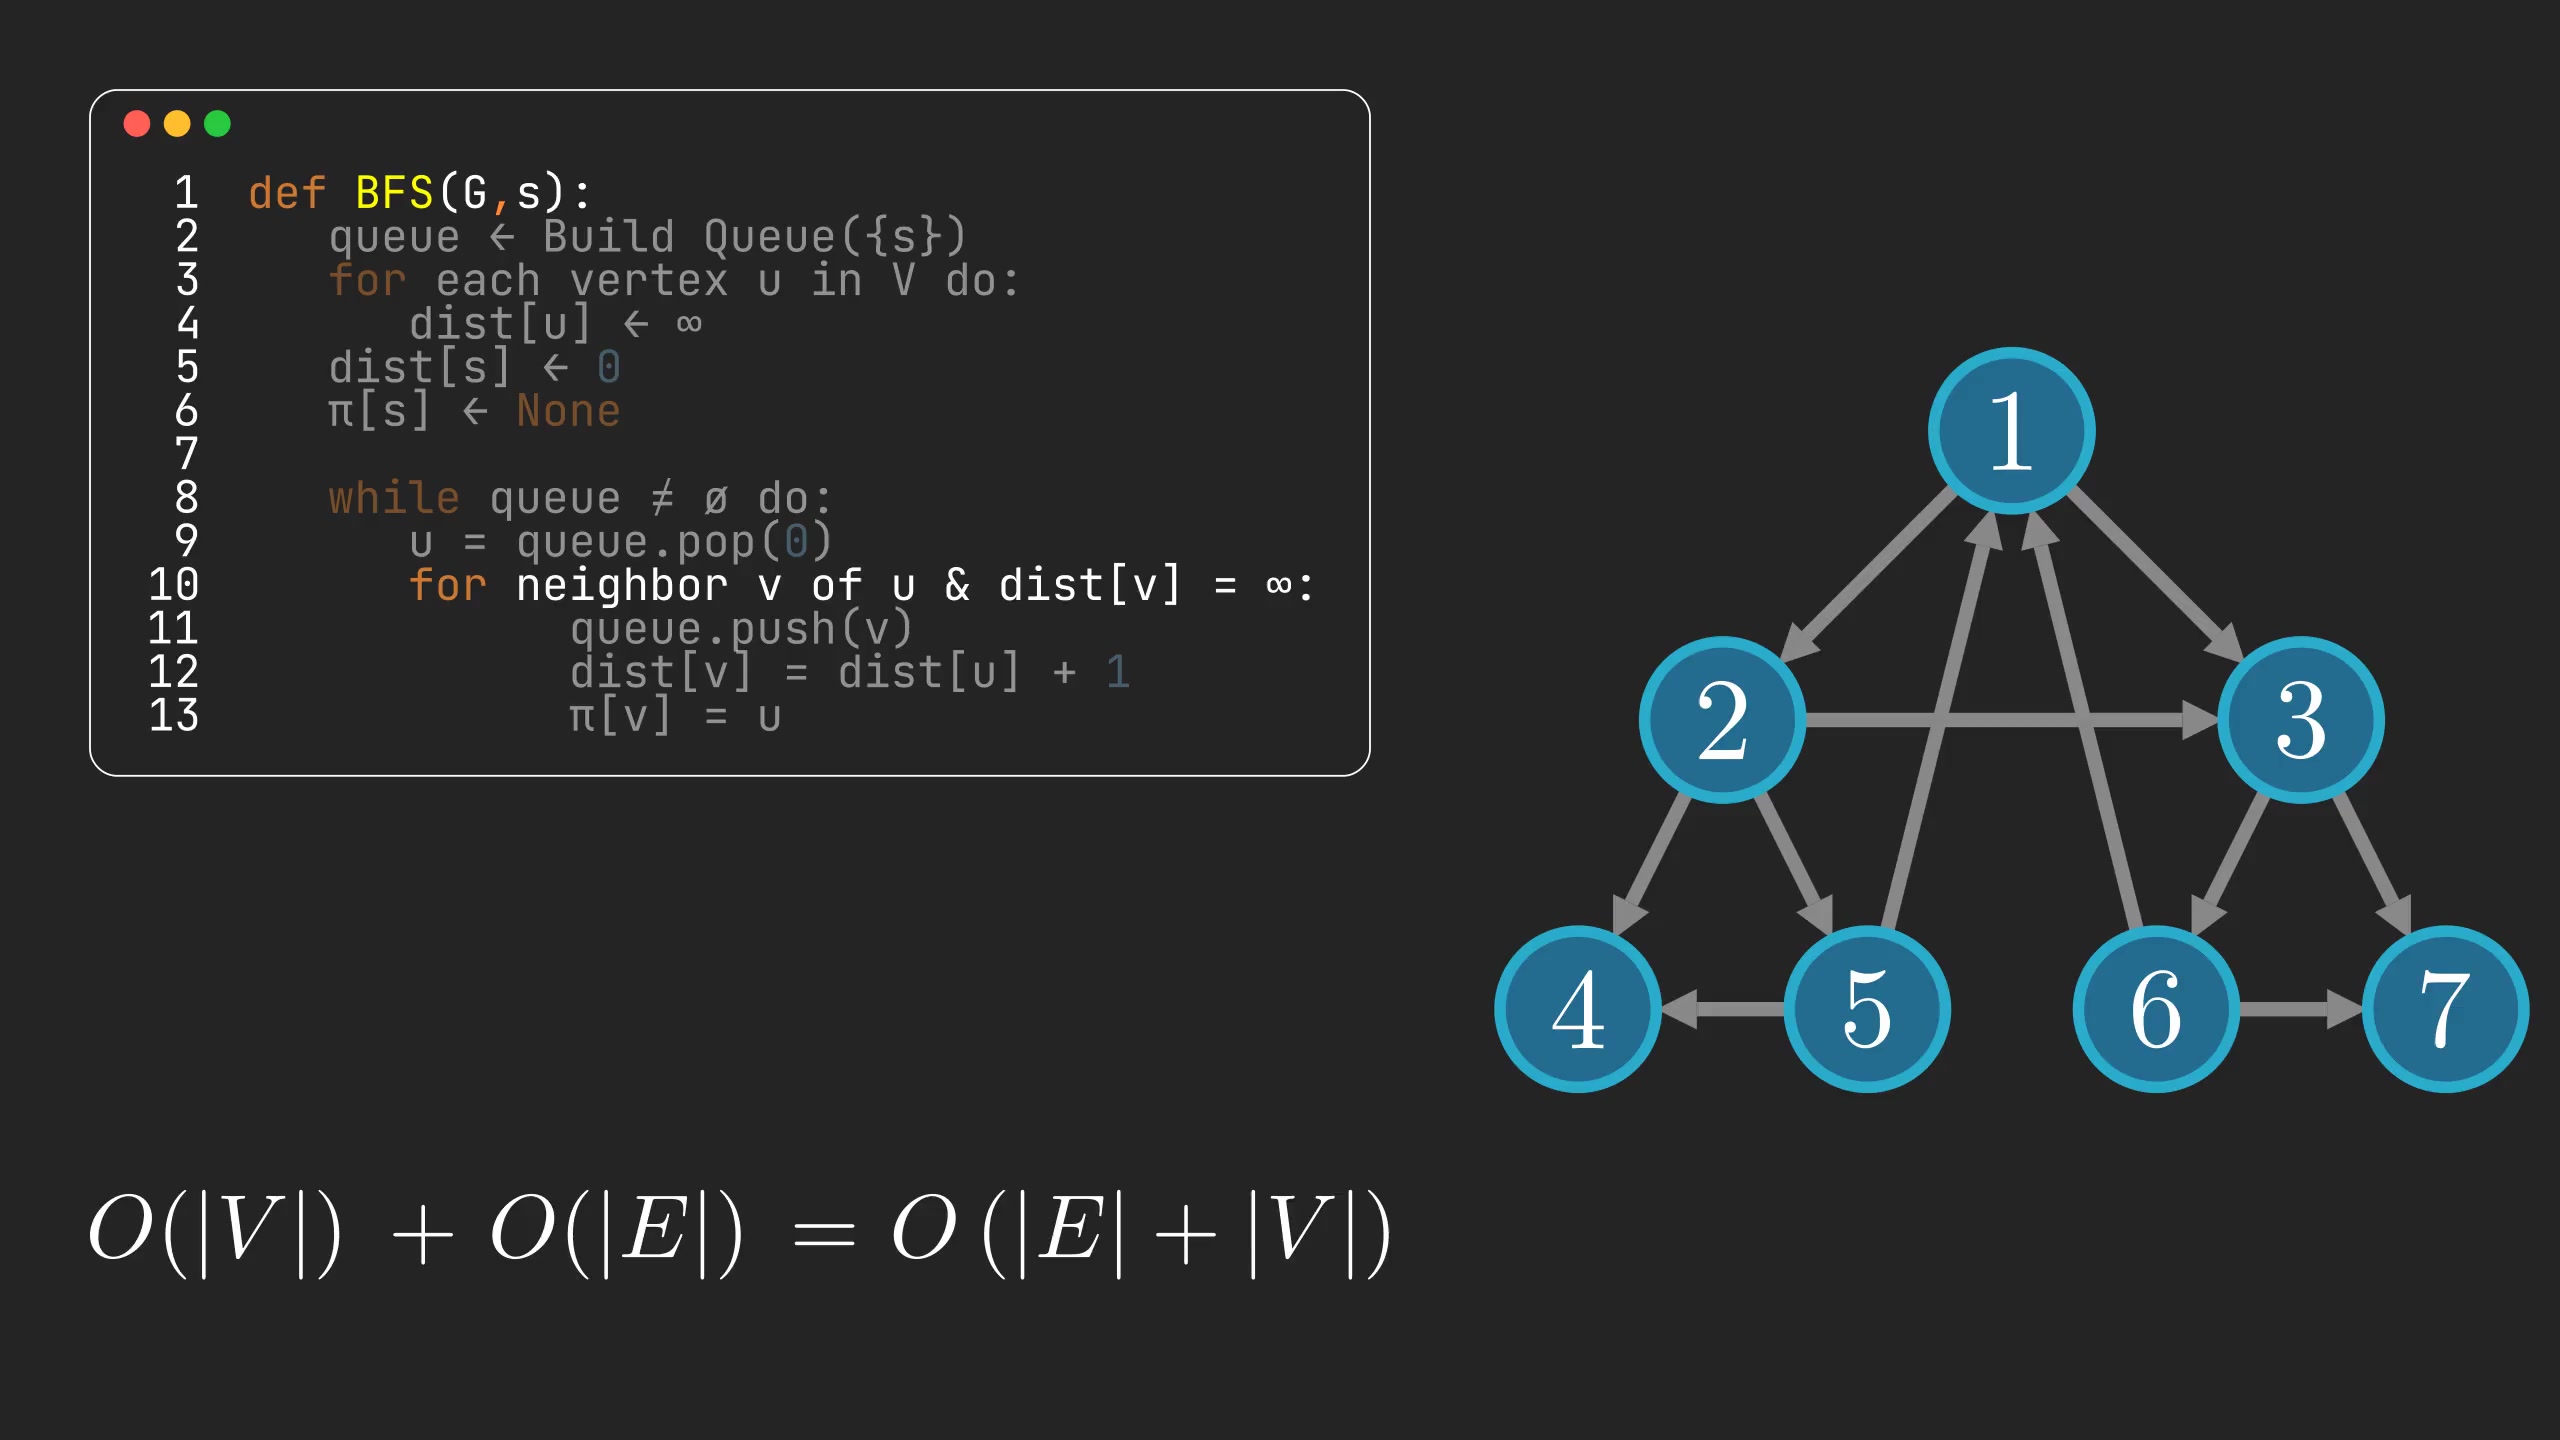 1 def BFS(G,s):
2 queue ← Build Queue({s})
3 for each vertex u in V do:
4 dist[u] ← ∞
5 dist[s] ← 0
6 π[s] ← None
7
8 while queue ≠ ø do:
9 u = queue.pop(0)
10 for neighbor v of u & dist[v] = ∞:
11 queue.push(v)
12 dist[v] = dist[u] + 1
13 π[v] = u
1
2 3
4 5 6 7
O(|V|) + O(|E|) = O(|E| + |V|)